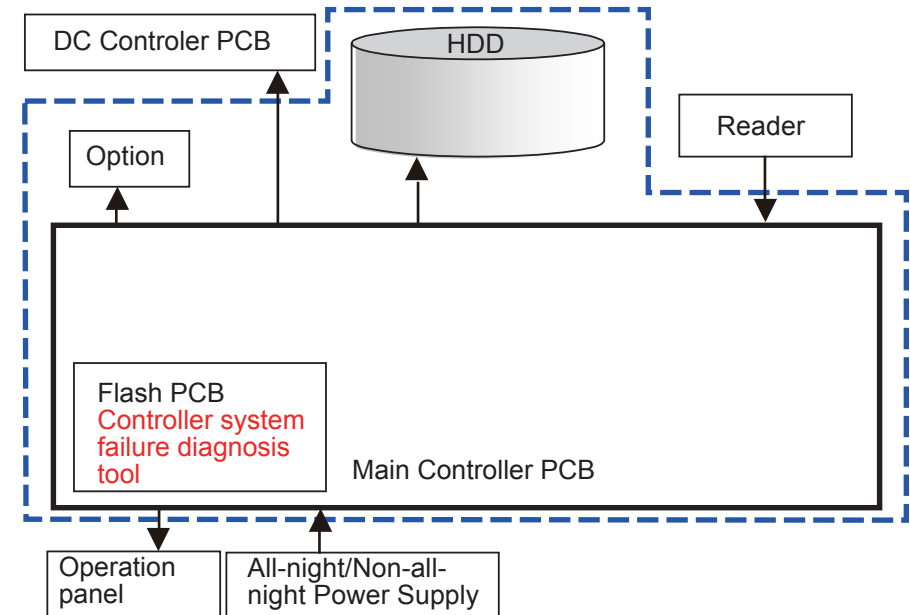 DC Controler PCB
HDD
Reader
Option
Flash PCB
Controller system
failure diagnosis
tool
Main Controller PCB
Operation
panel
All-night/Non-all-
night Power Supply